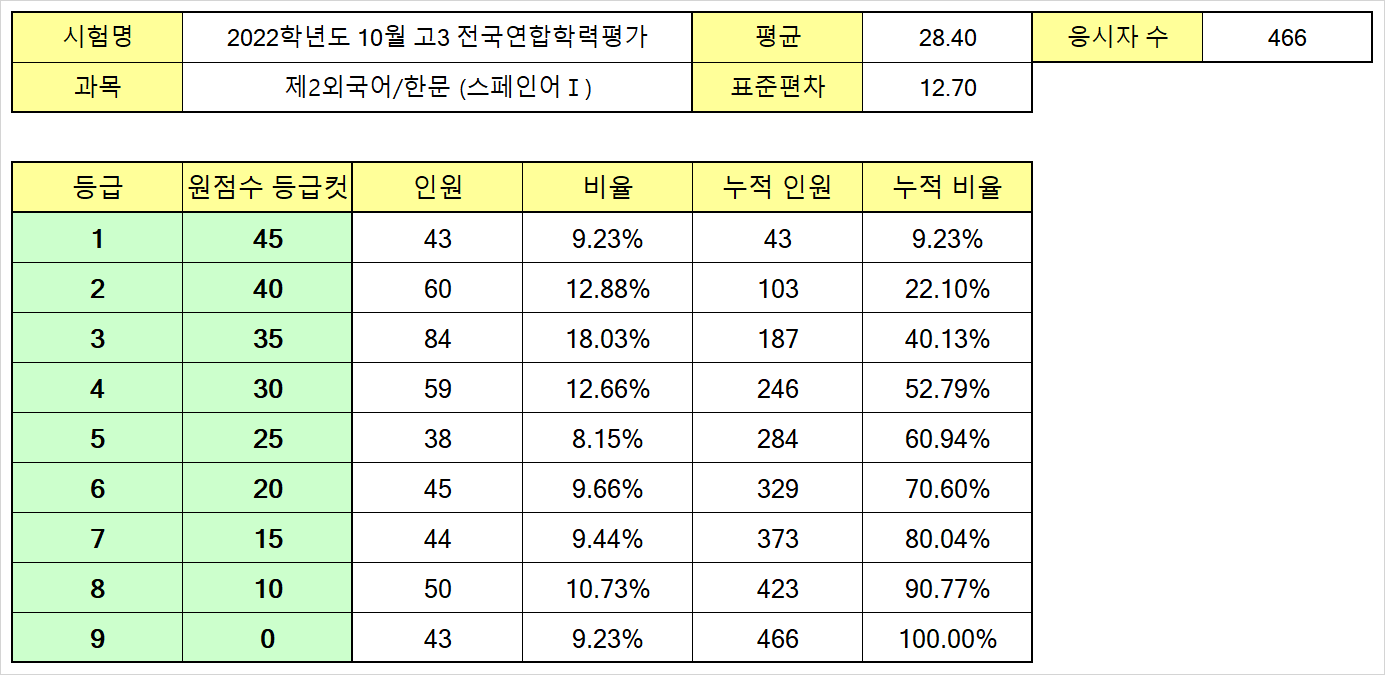 시험명 2022학년도 10월 고3 전국연합학력평가 평균 28.40 응시자 수 466
과목 제2외국어/한문 (스페인어Ⅰ) 표준편차 12.70
등급 원점수 등급컷 인원 비율 누적 인원 누적 비율
1 45 43 9.23% 43 9.23%
2 40 60 12.88% 103 22.10%
3 35 84 18.03% 187 40.13%
4 30 59 12.66% 246 52.79%
5 25 38 8.15% 284 60.94%
6 20 45 9.66% 329 70.60%
7 15 44 9.44% 373 80.04%
8 10 50 10.73% 423 90.77%
9 0 43 9.23% 466 100.00%